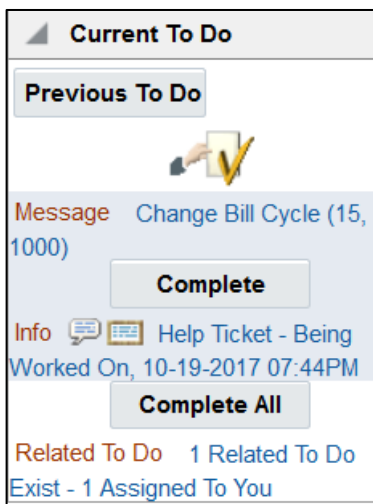 Current To Do
Previous To Do
Message Change Bill Cycle (15,
1000)
Complete
Info Help Ticket - Being
Worked On, 10-19-2017 07:44PM
Complete All
Related To Do 1 Related To Do
Exist - 1 Assigned To You